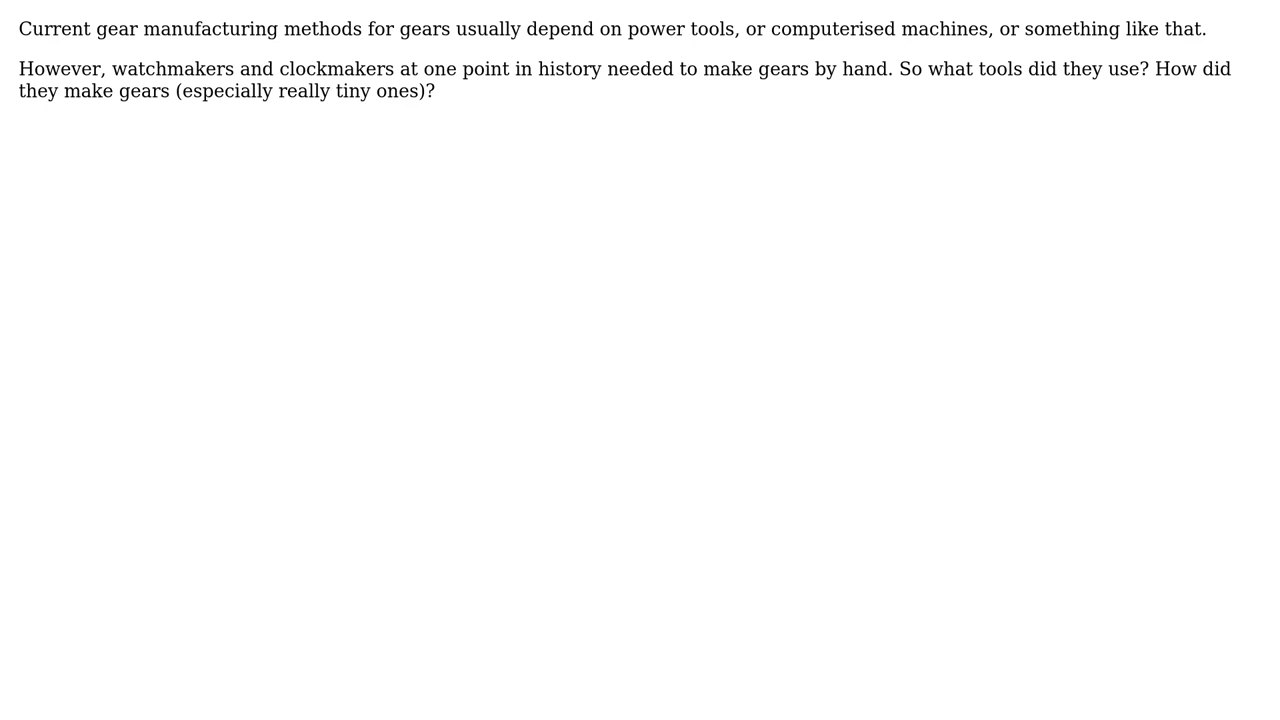 Current gear manufacturing methods for gears usually depend on power tools, or computerised machines, or something like that.
However, watchmakers and clockmakers at one point in history needed to make gears by hand. So what tools did they use? How did
they make gears (especially really tiny ones)?